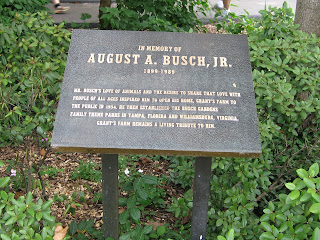 IN MEMORY OF
AUGUST A. BUSCH, JR.
1899-1989
MR. BUSCH'S LOVE OF ANIMALS AND THE DESIRE TO SHARE THAT LOVE WITH
PEOPLE OF ALL AGES INSPIRED HIM TO OPEN HIS HOME, GRANT'S FARM TO
THE PUBLIC IN 1954. HE THEN ESTABLISHED THE BUSCH GARDENS
FAMILY THEME PARKS IN TAMPA, FLORIDA AND WILLIAMSBURG, VIRGINIA.
GRANT'S FARM REMAINS A LIVING TRIBUTE TO HIM.